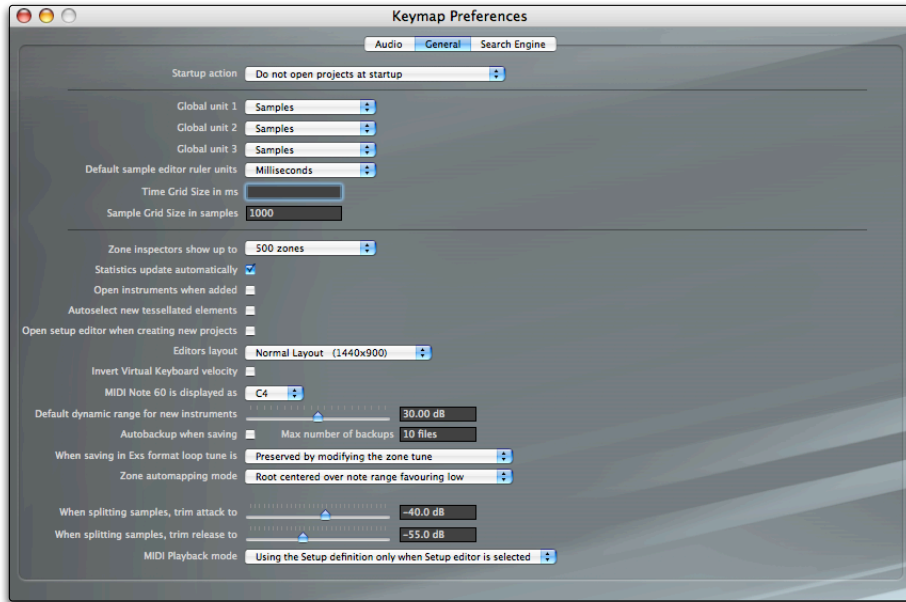 Keymap Preferences
Audio General Search Engine
Startup action Do not open projects at startup
Global unit 1 Samples
Global unit 2 Samples
Global unit 3 Samples
Default sample editor ruler units Milliseconds
Time Grid Size in ms
Sample Grid Size in samples 1000
Zone inspectors show up to 500 zones
Statistics update automatically
Open instruments when added
Autoselect new tessellated elements
Open setup editor when creating new projects
Editors layout Normal Layout (1440x900)
Invert Virtual Keyboard velocity
MIDI Note 60 is displayed as C4
Default dynamic range for new instruments 30.00 dB
Autobackup when saving Max number of backups 10 files
When saving in Exs format loop tune is Preserved by modifying the zone tune
Zone automapping mode Root centered over note range favouring low
When splitting samples, trim attack to -40.0 dB
When splitting samples, trim release to -55.0 dB
MIDI Playback mode Using the Setup definition only when Setup editor is selected